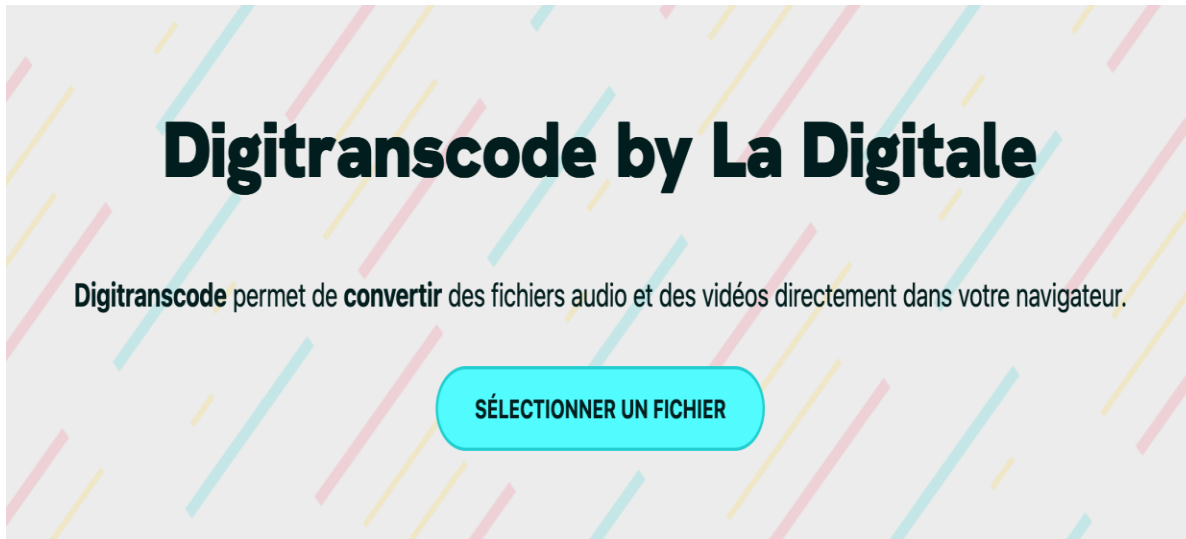 Digitranscode by La Digitale
Digitranscode permet de convertir des fichiers audio et des vidéos directement dans votre navigateur.
SÉLECTIONNER UN FICHIER